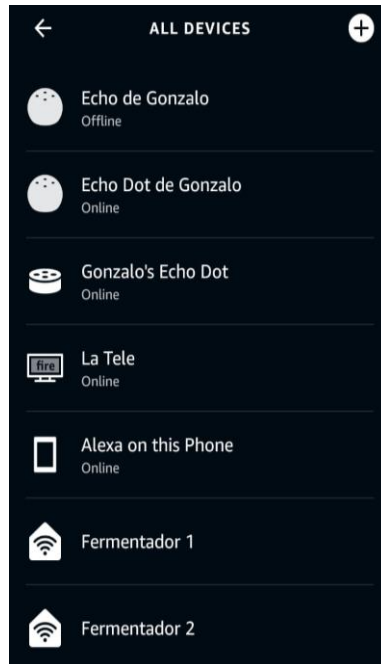 ALL DEVICES
Echo de Gonzalo
Offline
Echo Dot de Gonzalo
Online
Gonzalo's Echo Dot
Online
fire
La Tele
Online
Alexa on this Phone
Online
Fermentador 1
Fermentador 2